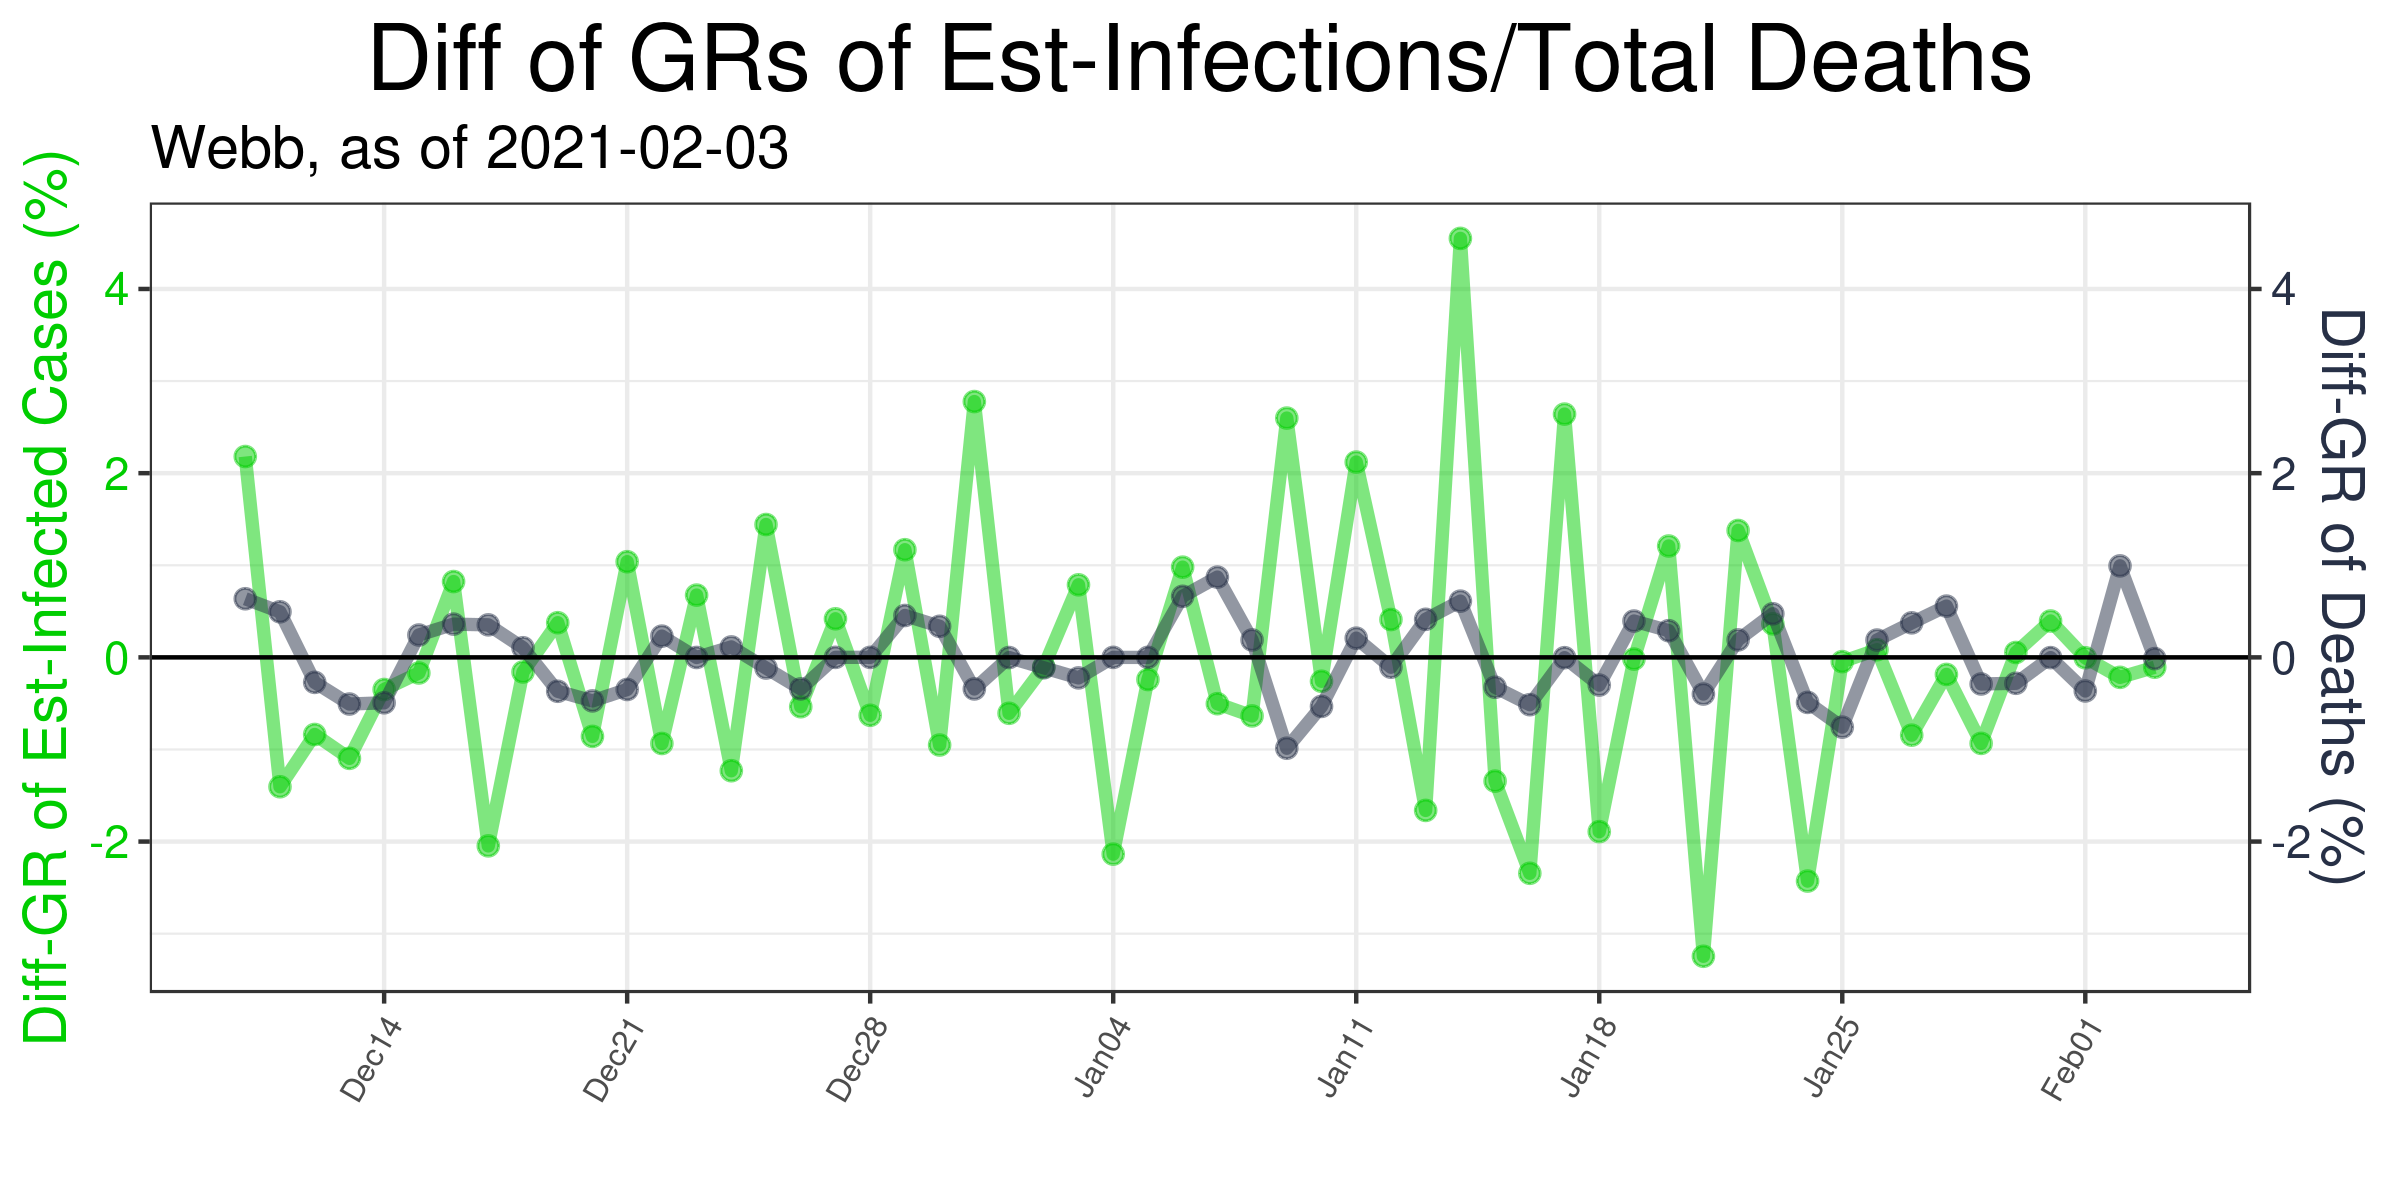 Diff of GRs of Est-Infections/Total Deaths
Webb, as of 2021-02-03
Diff-GR of Est-Infected Cases (%)
4
2
0
-2
4
2
0
-2
Diff-GR of Deaths (%)
Dec14
Dec21
Dec28
Jan04
Jan11
Jan18
Jan25
Feb01